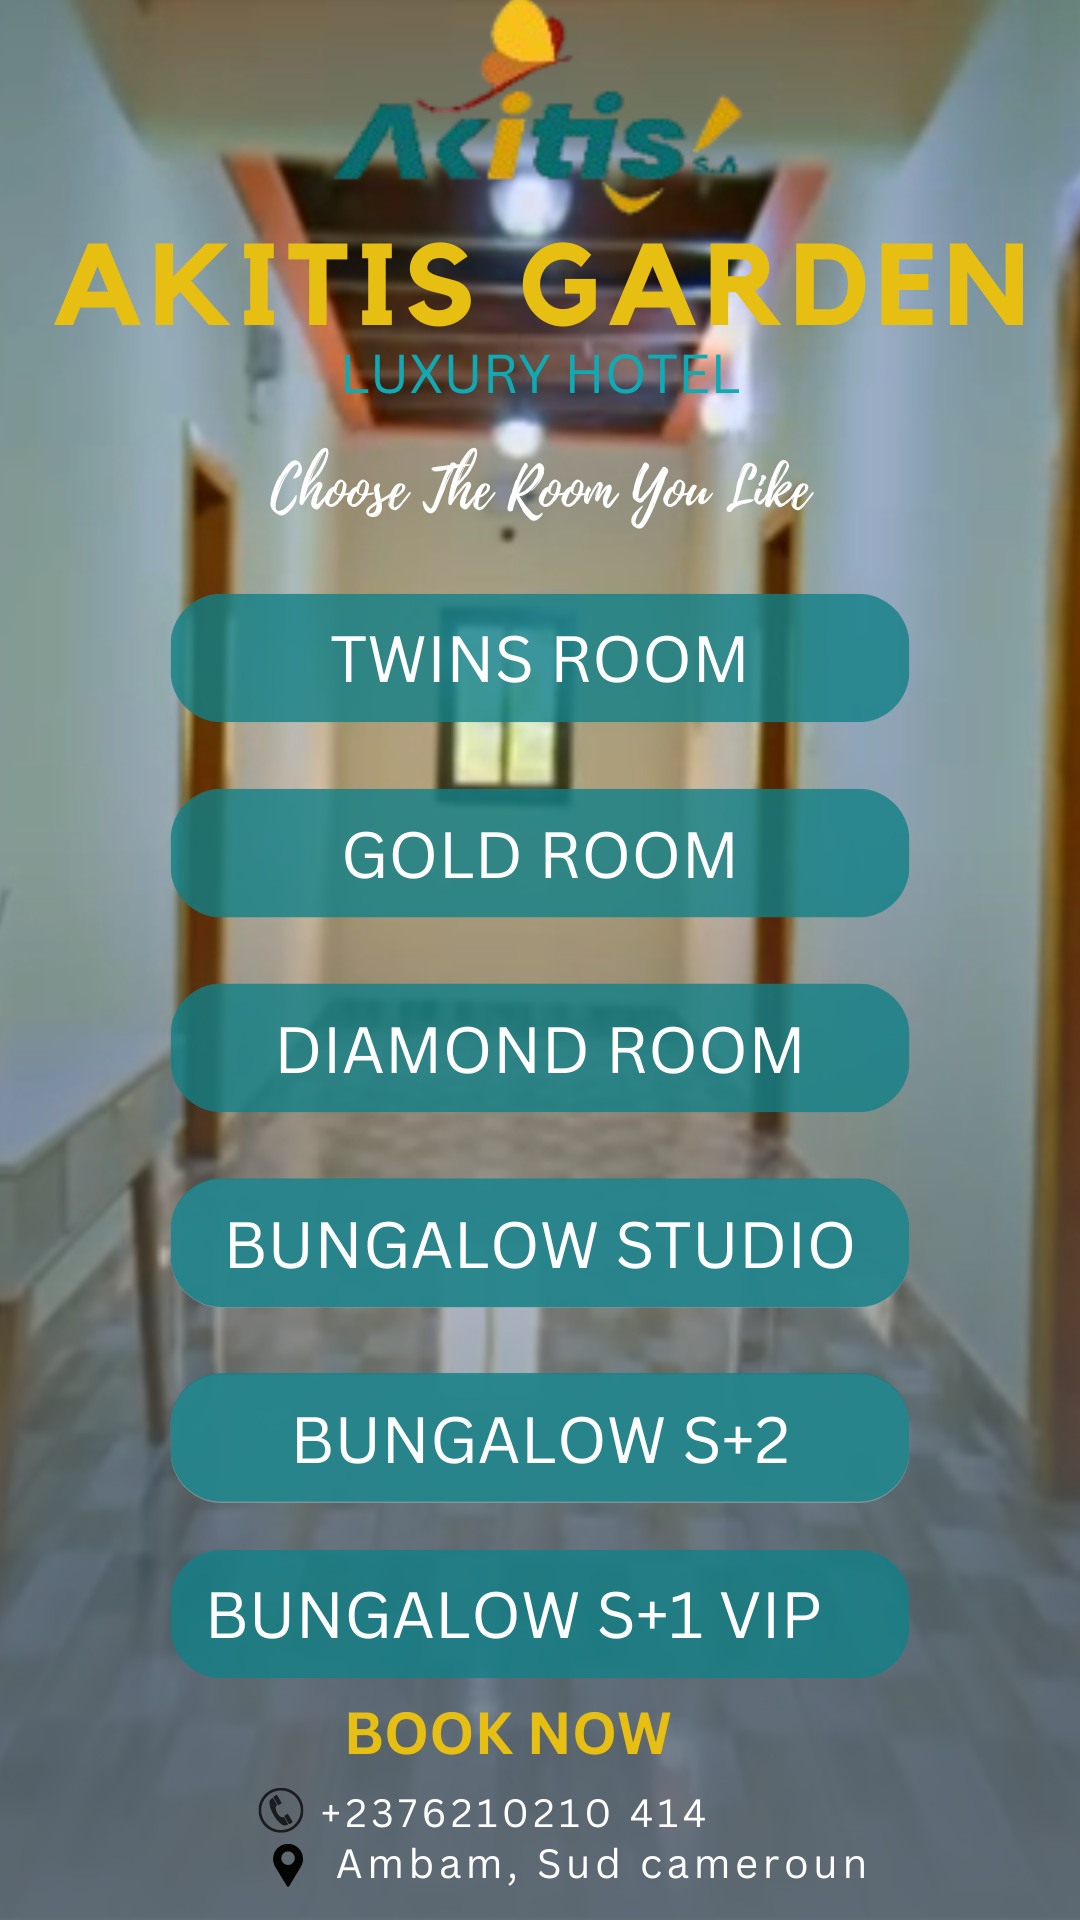 Akitis
S.A
AKITIS GARDEN
LUXURY HOTEL
Choose The Room You Like
TWINS ROOM
GOLD ROOM
DIAMOND ROOM
BUNGALOW STUDIO
BUNGALOW S+2
BUNGALOW S+1 VIP
BOOK NOW
+2376210210 414
Ambam, Sud cameroun